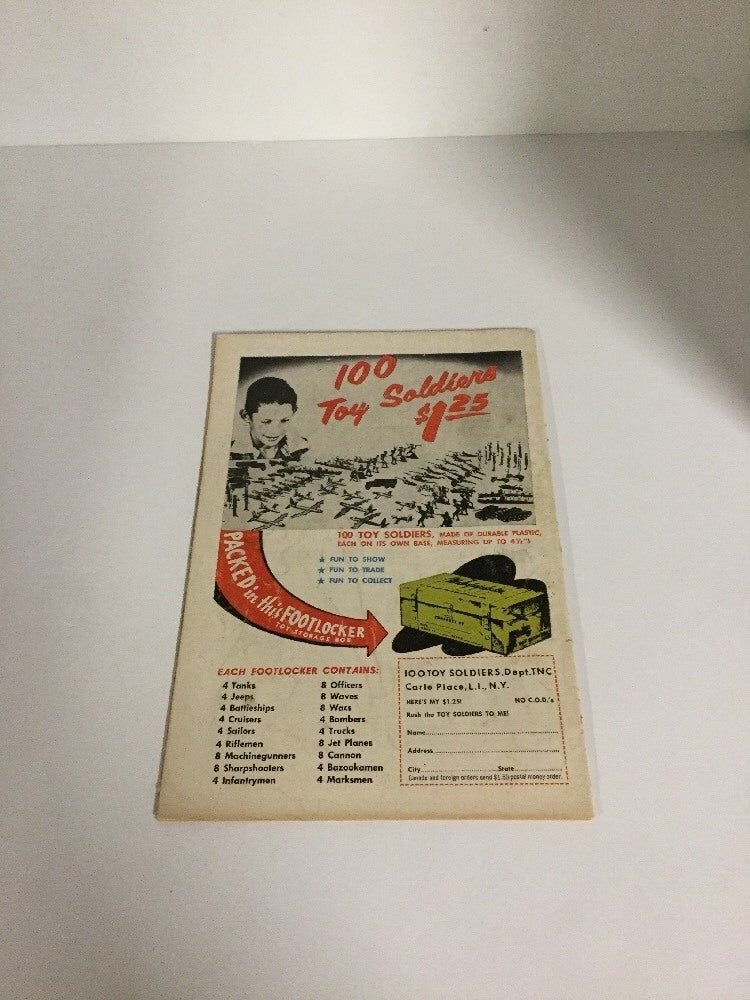 100
Toy Soldiers
$1.25
100 TOY SOLDIERS, MADE OF DURABLE PLASTIC,
EACH ON ITS OWN BASE, MEASURING UP TO 4½"!
★ FUN TO SHOW
★ FUN TO TRADE
★ FUN TO COLLECT
PACKED in this FOOTLOCKER
TOY STORAGE BOX
EACH FOOTLOCKER CONTAINS:
4 Tanks
4 Jeeps
4 Battleships
4 Cruisers
4 Sailors
4 Riflemen
8 Machinegunners
8 Sharpshooters
4 Infantrymen
8 Officers
8 Waves
8 Wacs
4 Bombers
4 Trucks
8 Jet Planes
8 Cannon
4 Bazookamen
4 Marksmen
100 TOY SOLDIERS, Dept. TNC
Carle Place, L.I., N.Y.
HERE'S MY $1.25! NO C.O.D.'s
Rush the TOY SOLDIERS TO ME!
Name
Address
City State
Canada and foreign orders send $1.50 postal money order.